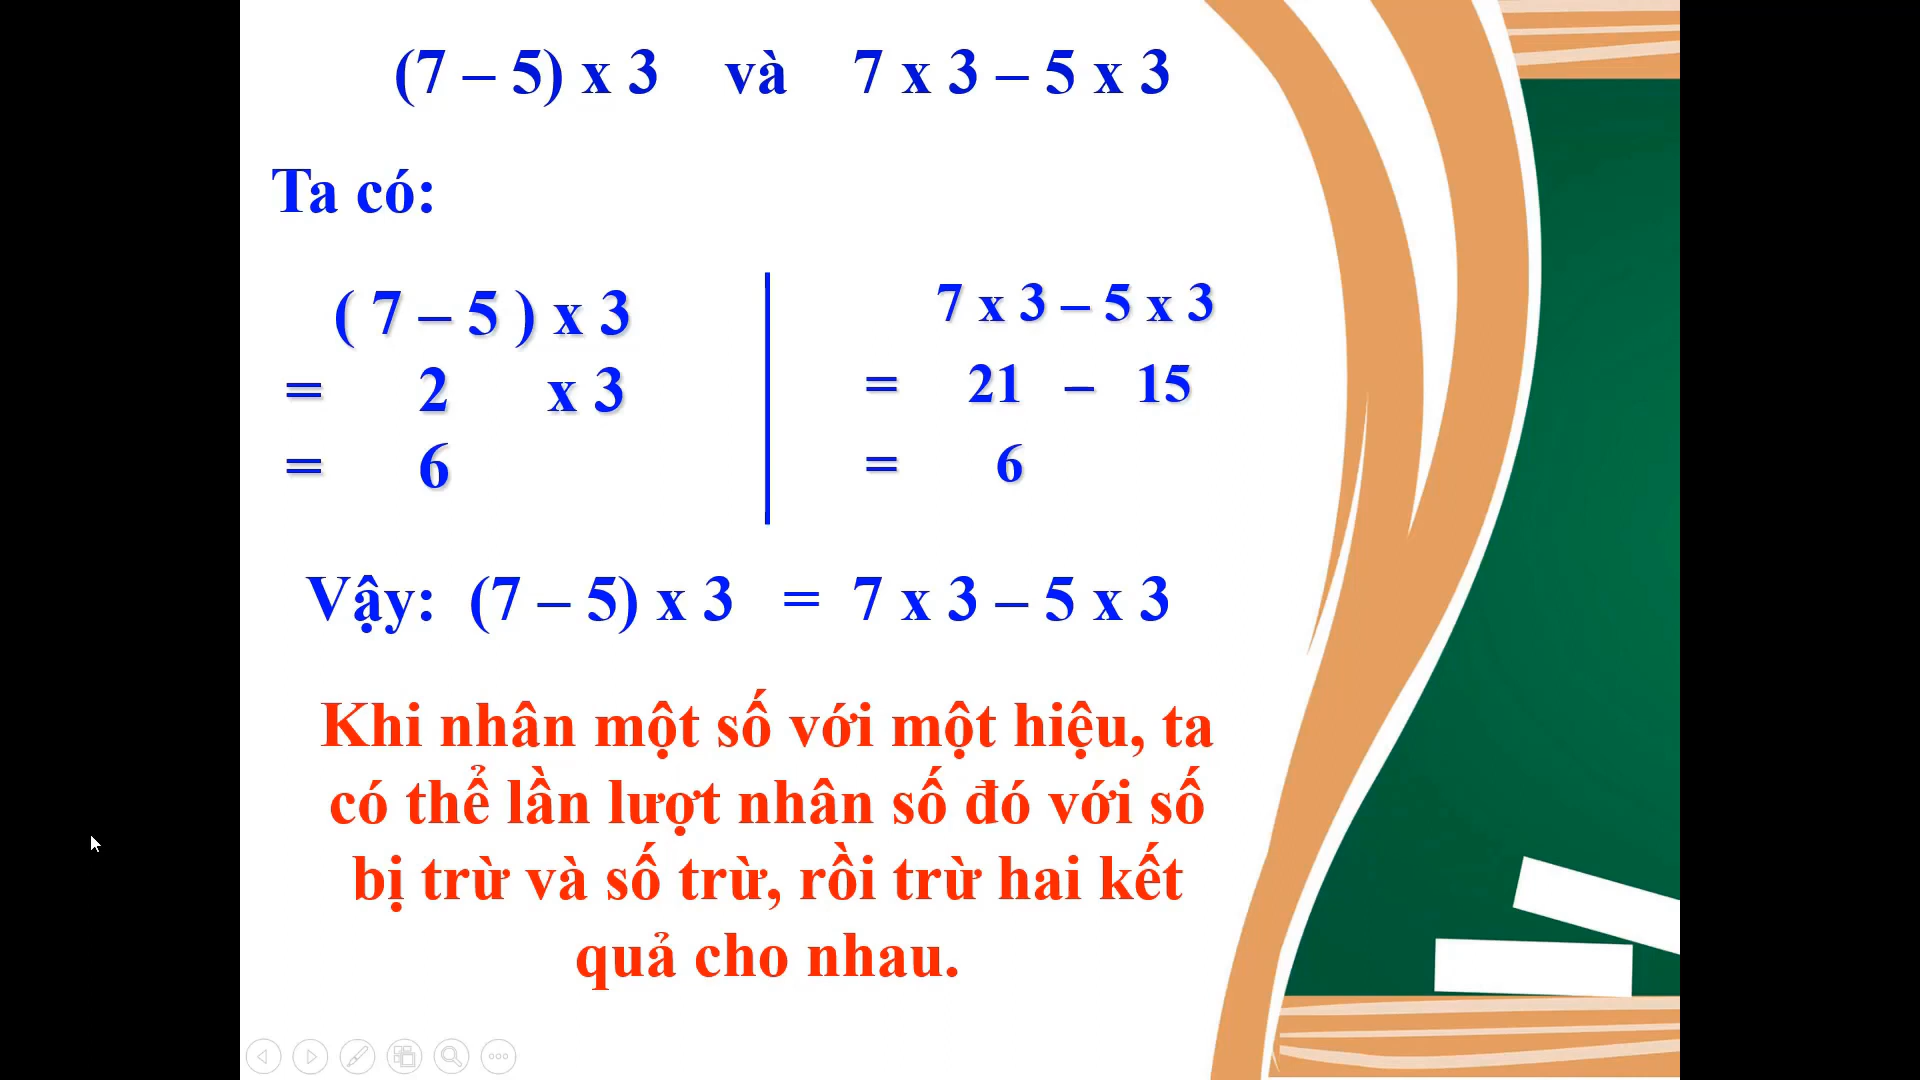 (7 – 5) x 3 và 7 x 3 – 5 x 3
Ta có:
( 7 – 5 ) x 3
= 2 x 3
= 6
7 x 3 – 5 x 3
= 21 – 15
= 6
Vậy: (7 – 5) x 3 = 7 x 3 – 5 x 3
Khi nhân một số với một hiệu, ta
có thể lần lượt nhân số đó với số
bị trừ và số trừ, rồi trừ hai kết
quả cho nhau.